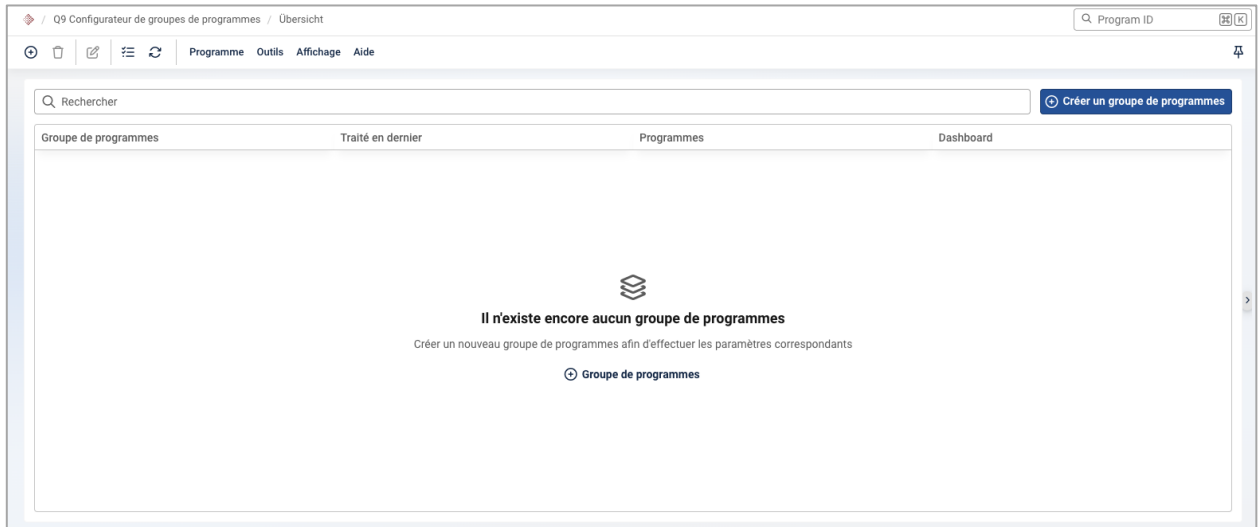 / Q9 Configurateur de groupes de programmes / Übersicht
Program ID ⌘ K
Programme Outils Affichage Aide
Rechercher
Créer un groupe de programmes
Groupe de programmes Traité en dernier Programmes Dashboard
Il n'existe encore aucun groupe de programmes
Créer un nouveau groupe de programmes afin d'effectuer les paramètres correspondants
Groupe de programmes